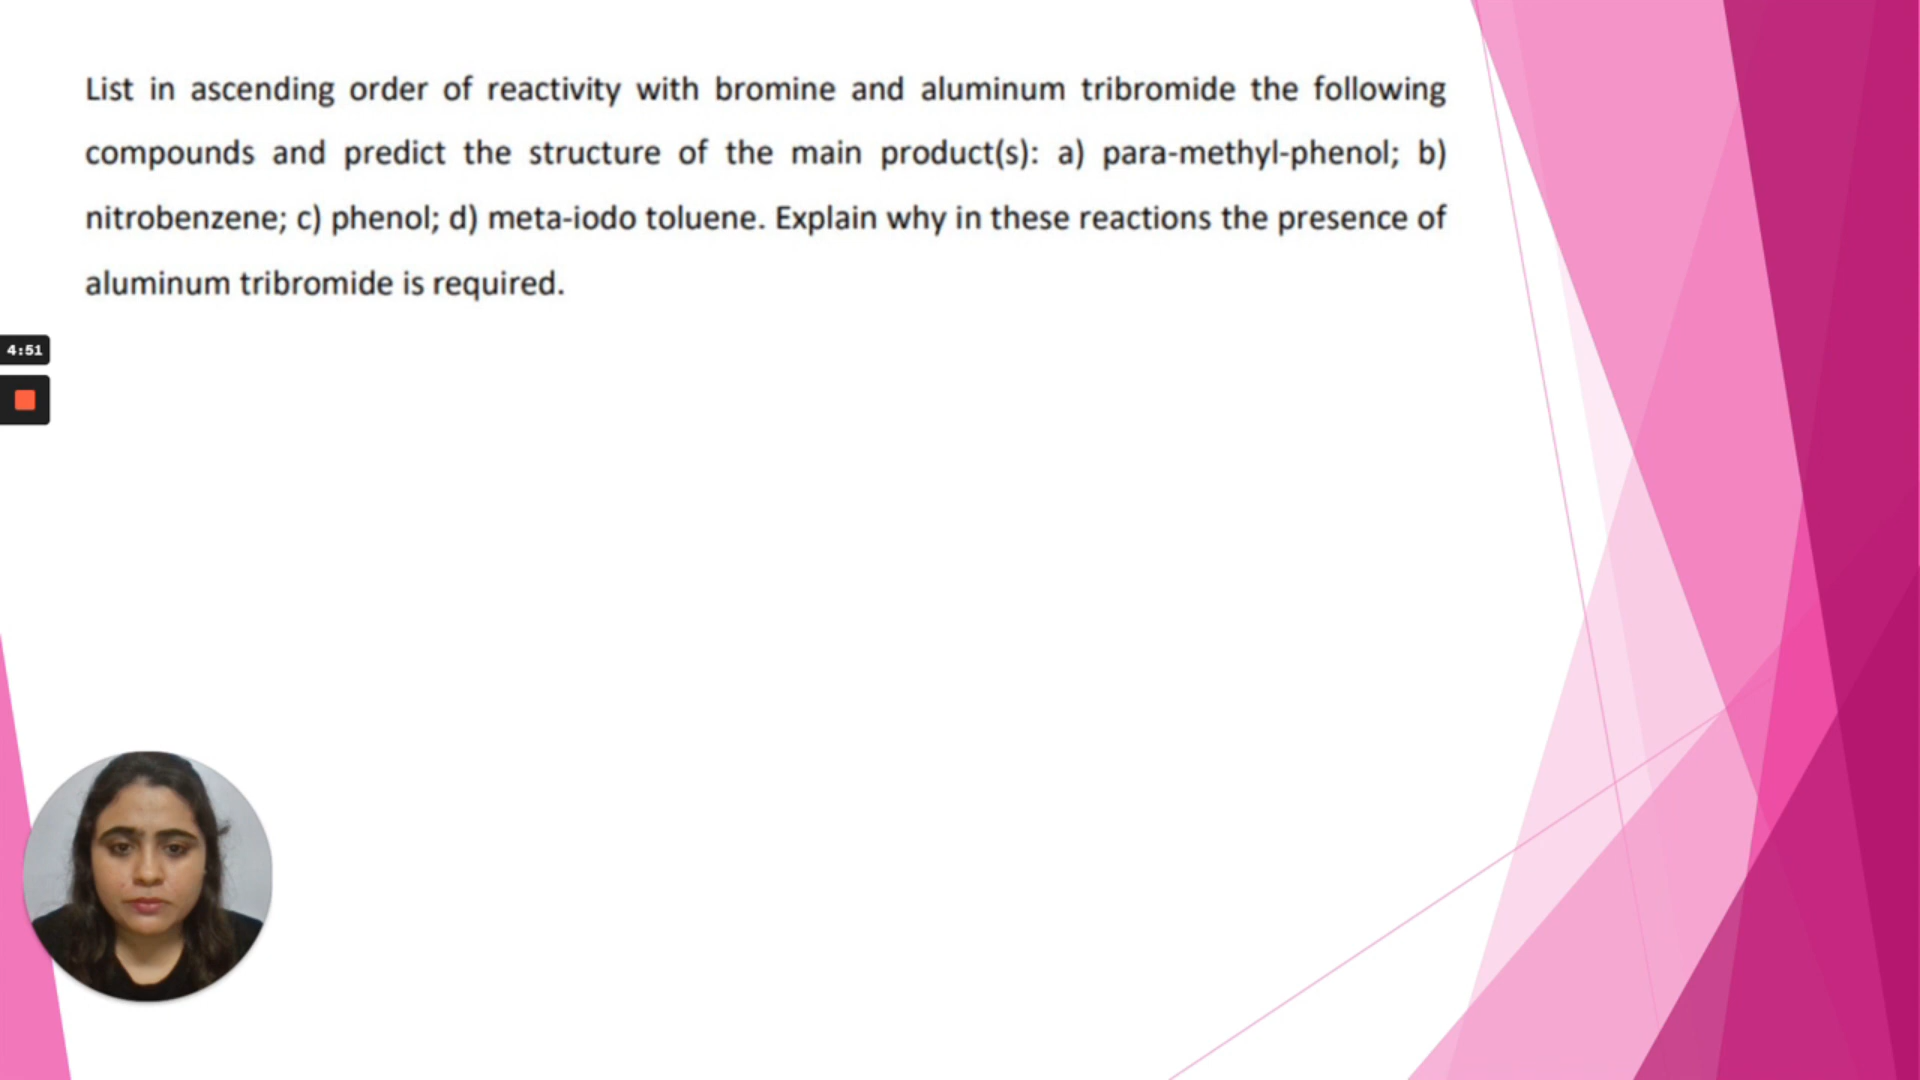 List in ascending order of reactivity with bromine and aluminum tribromide the following
compounds and predict the structure of the main product(s): a) para-methyl-phenol; b)
nitrobenzene; c) phenol; d) meta-iodo toluene. Explain why in these reactions the presence of
aluminum tribromide is required.
4:51